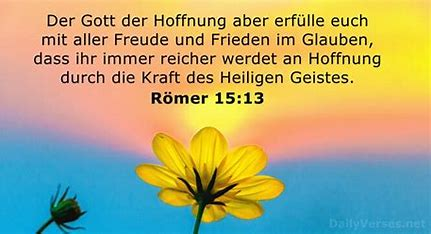 Der Gott der Hoffnung aber erfülle euch
mit aller Freude und Frieden im Glauben,
dass ihr immer reicher werdet an Hoffnung
durch die Kraft des Heiligen Geistes.
Römer 15:13
DailyVerses.net